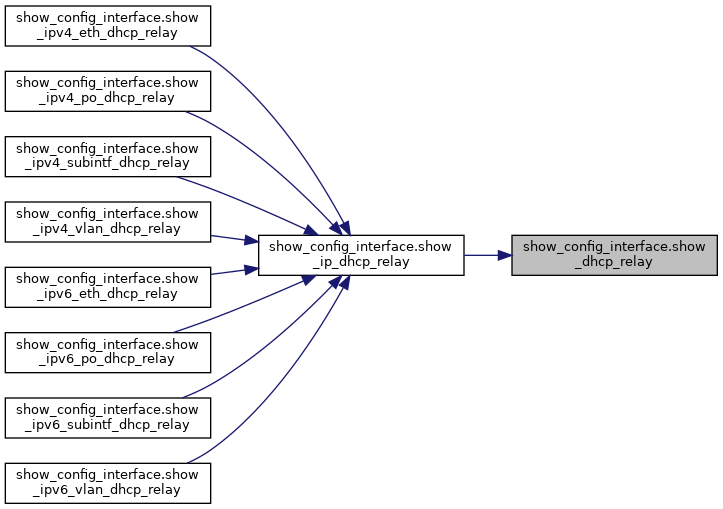 show_config_interface.show
_ipv4_eth_dhcp_relay
show_config_interface.show
_ipv4_po_dhcp_relay
show_config_interface.show
_ipv4_subintf_dhcp_relay
show_config_interface.show
_ipv4_vlan_dhcp_relay
show_config_interface.show
_ipv6_eth_dhcp_relay
show_config_interface.show
_ipv6_po_dhcp_relay
show_config_interface.show
_ipv6_subintf_dhcp_relay
show_config_interface.show
_ipv6_vlan_dhcp_relay
show_config_interface.show
_ip_dhcp_relay
show_config_interface.show
_dhcp_relay